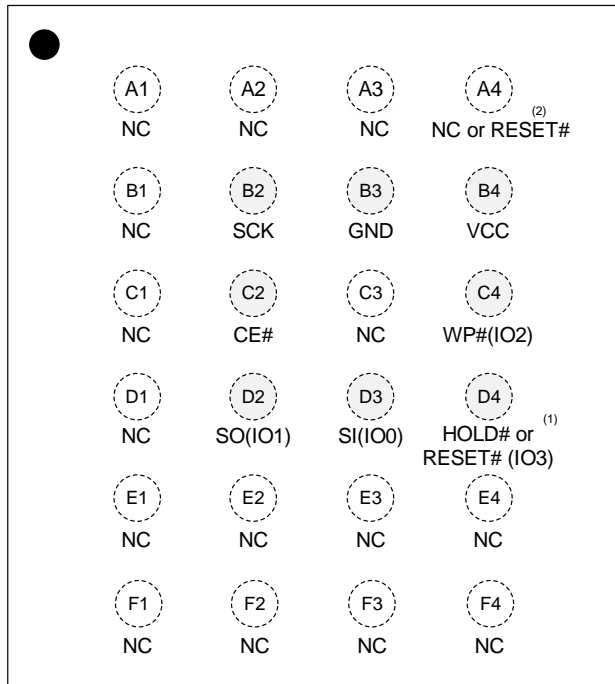 A1 A2 A3 A4
(2)
NC NC NC NC or RESET#
B1 B2 B3 B4
NC SCK GND VCC
C1 C2 C3 C4
NC CE# NC WP#(IO2)
D1 D2 D3 D4
(1)
NC SO(IO1) SI(IO0) HOLD# or
RESET# (IO3)
E1 E2 E3 E4
NC NC NC NC
F1 F2 F3 F4
NC NC NC NC